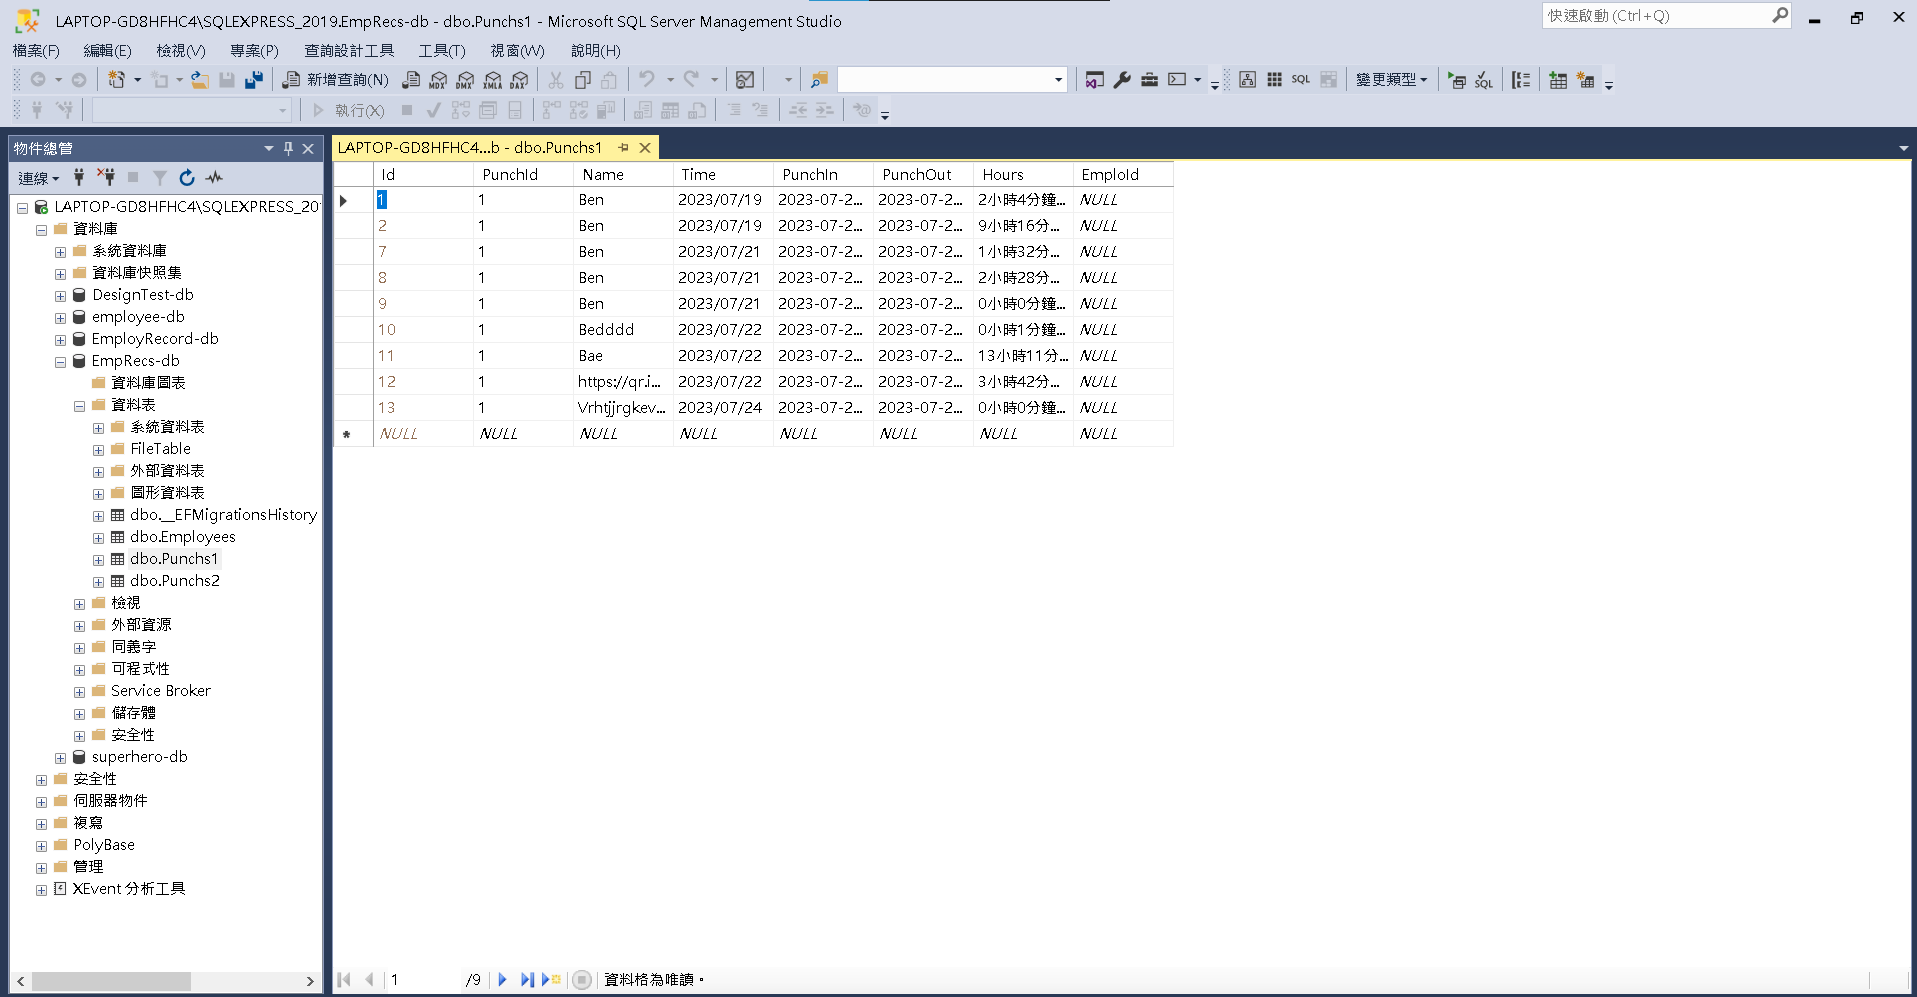 LAPTOP-GD8HFHC4\SQLEXPRESS_2019.EmpRecs-db - dbo.Punchs1 - Microsoft SQL Server Management Studio
快速啟動 (Ctrl+Q)
檔案(F) 編輯(E) 檢視(V) 專案(P) 查詢設計工具 工具(T) 視窗(W) 說明(H)
新增查詢(N) MDX DMX XMLA DAX SQL 變更類型 SQL
執行(X)
物件總管
連線
LAPTOP-GD8HFHC4\SQLEXPRESS_201
資料庫
系統資料庫
資料庫快照集
DesignTest-db
employee-db
EmployRecord-db
EmpRecs-db
資料庫圖表
資料表
系統資料表
FileTable
外部資料表
圖形資料表
dbo.__EFMigrationsHistory
dbo.Employees
dbo.Punchs1
dbo.Punchs2
檢視
外部資源
同義字
可程式性
Service Broker
儲存體
安全性
superhero-db
安全性
伺服器物件
複寫
PolyBase
管理
XEvent 分析工具
LAPTOP-GD8HFHC4...b - dbo.Punchs1
Id PunchId Name Time PunchIn PunchOut Hours EmploId
1 1 Ben 2023/07/19 2023-07-2... 2023-07-2... 2小時4分鐘... NULL
2 1 Ben 2023/07/19 2023-07-2... 2023-07-2... 9小時16分... NULL
7 1 Ben 2023/07/21 2023-07-2... 2023-07-2... 1小時32分... NULL
8 1 Ben 2023/07/21 2023-07-2... 2023-07-2... 2小時28分... NULL
9 1 Ben 2023/07/21 2023-07-2... 2023-07-2... 0小時0分鐘... NULL
10 1 Bedddd 2023/07/22 2023-07-2... 2023-07-2... 0小時1分鐘... NULL
11 1 Bae 2023/07/22 2023-07-2... 2023-07-2... 13小時11分... NULL
12 1 https://qr.i... 2023/07/22 2023-07-2... 2023-07-2... 3小時42分... NULL
13 1 Vrhtjjrgkev... 2023/07/24 2023-07-2... 2023-07-2... 0小時0分鐘... NULL
NULL NULL NULL NULL NULL NULL NULL NULL
1 /9 資料格為唯讀。